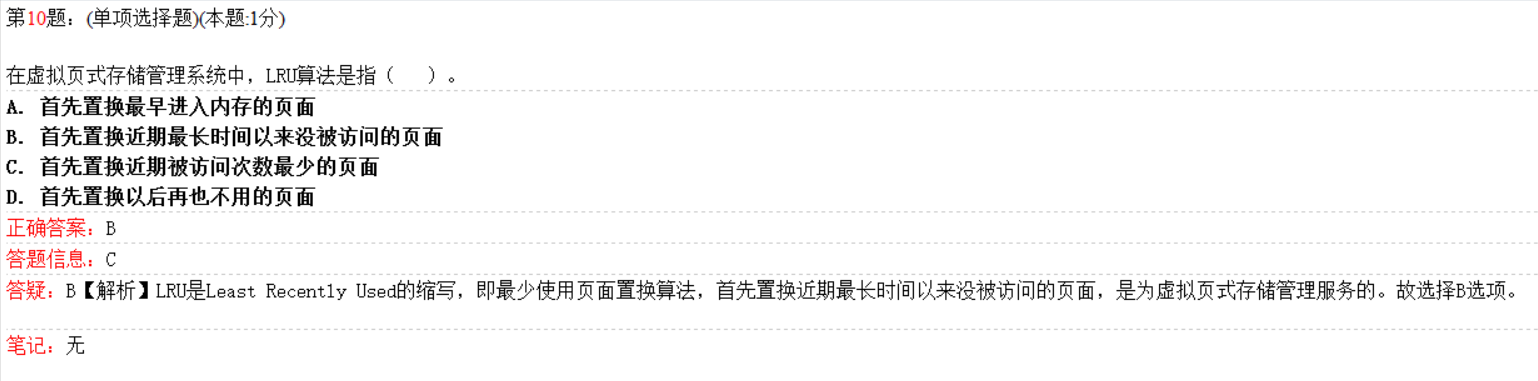 第10题：(单项选择题)(本题:1分)
在虚拟页式存储管理系统中，LRU算法是指（ ）。
A. 首先置换最早进入内存的页面
B. 首先置换近期最长时间以来没被访问的页面
C. 首先置换近期被访问次数最少的页面
D. 首先置换以后再也不用的页面
正确答案：B
答题信息：C
答疑：B【解析】LRU是Least Recently Used的缩写，即最少使用页面置换算法，首先置换近期最长时间以来没被访问的页面，是为虚拟页式存储管理服务的。故选择B选项。
笔记：无